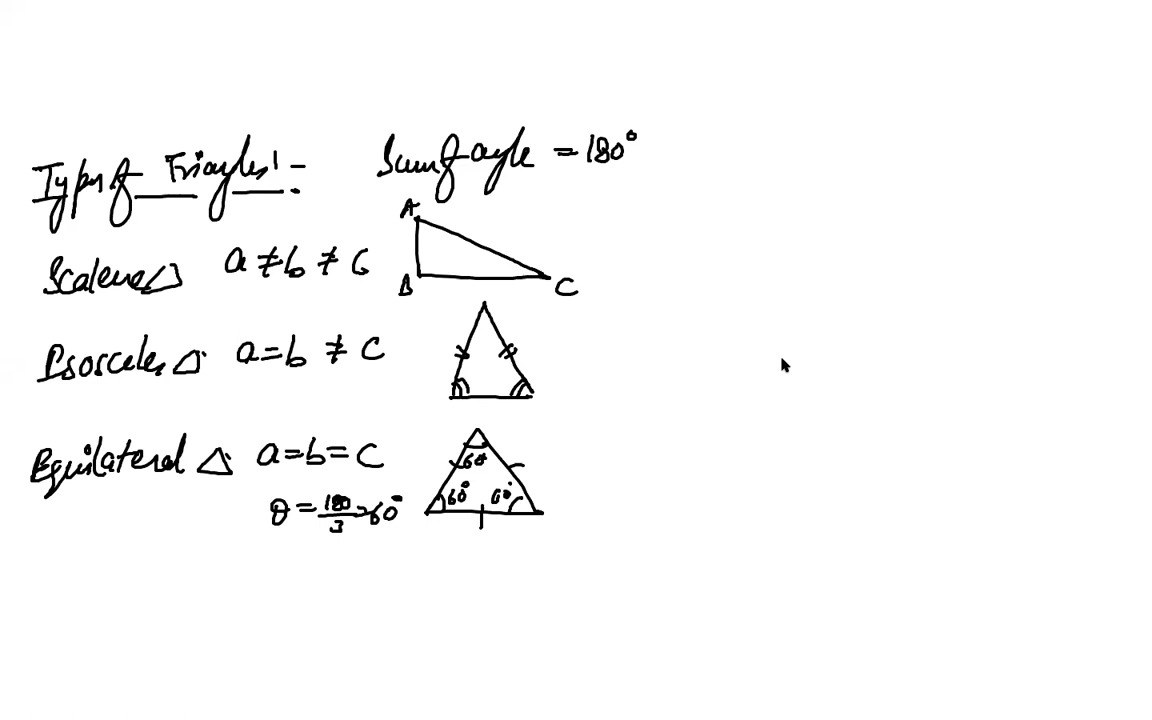 Types of Triangles :-
Sum of angle = 180°
A
Scalene △ a ≠ b ≠ c
B
C
Isosceles △ a = b ≠ c
Equilateral △ a = b = c
60°
60° 60°
θ = 180/3 = 60°